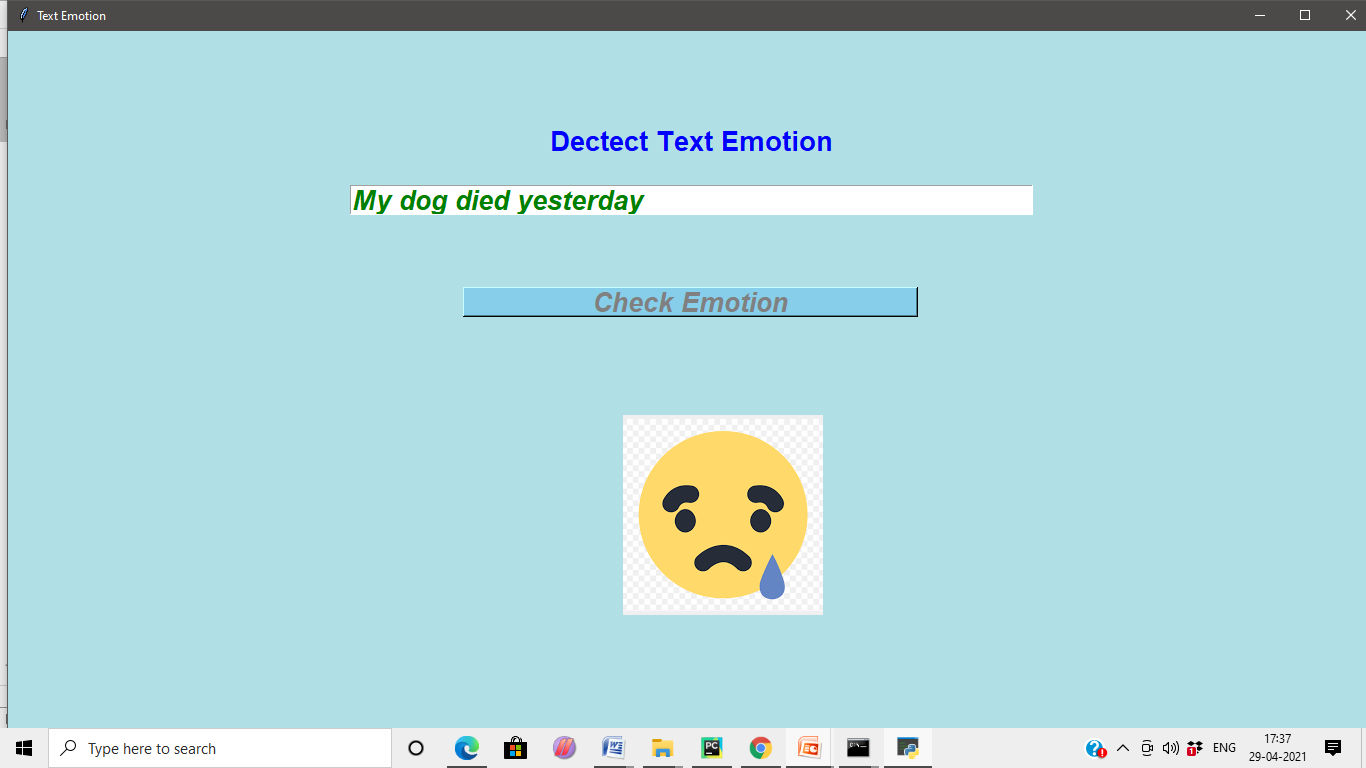 Text Emotion
Dectect Text Emotion
My dog died yesterday
Check Emotion
Type here to search
ENG
17:37
29-04-2021